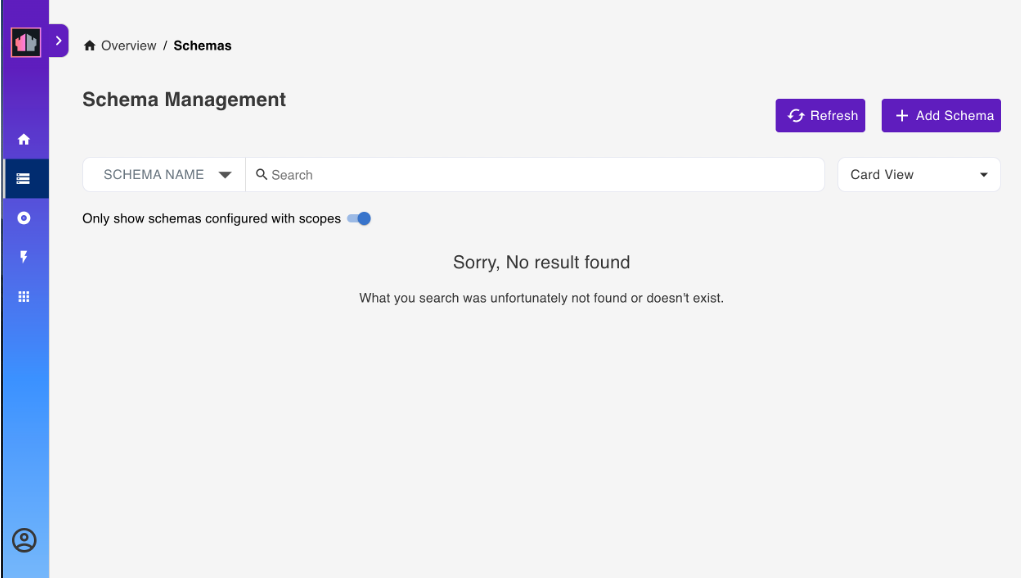 Overview / Schemas
Schema Management
Refresh
Add Schema
SCHEMA NAME
Search
Card View
Only show schemas configured with scopes
Sorry, No result found
What you search was unfortunately not found or doesn't exist.